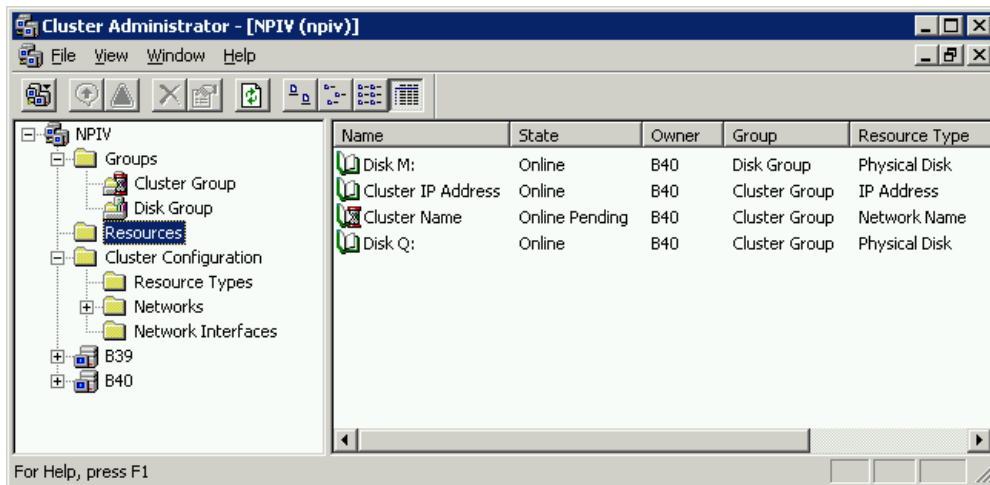 Cluster Administrator - [NPIV (npiv)]
File View Window Help
NPIV
Groups
Cluster Group
Disk Group
Resources
Cluster Configuration
Resource Types
Networks
Network Interfaces
B39
B40
Name State Owner Group Resource Type
Disk M: Online B40 Disk Group Physical Disk
Cluster IP Address Online B40 Cluster Group IP Address
Cluster Name Online Pending B40 Cluster Group Network Name
Disk Q: Online B40 Cluster Group Physical Disk
For Help, press F1